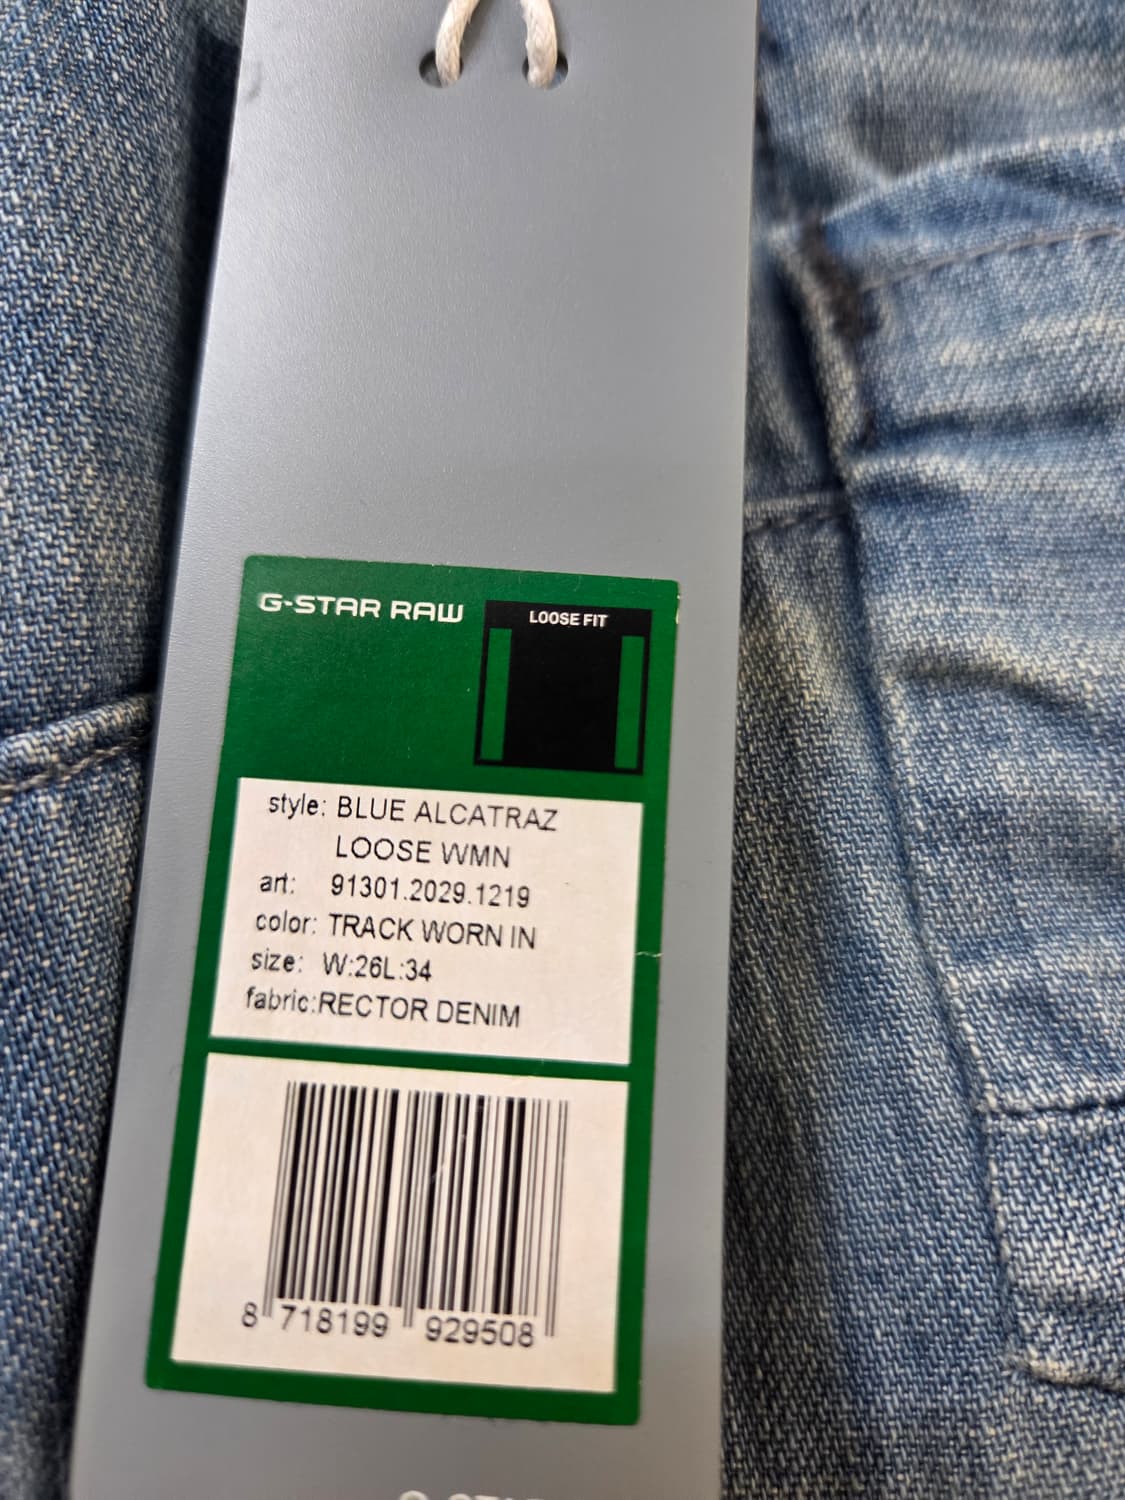 G-STAR RAW
LOOSE FIT
style: BLUE ALCATRAZ
LOOSE WMN
art: 91301.2029.1219
color: TRACK WORN IN
size: W:26L:34
fabric:RECTOR DENIM
8 718199 929508